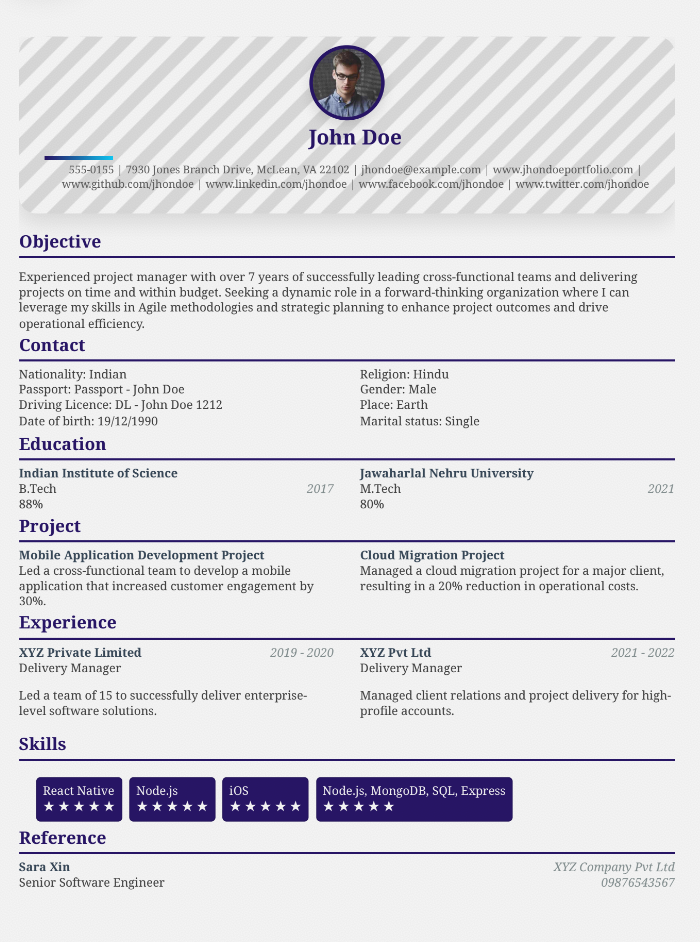 John Doe
555-0155 | 7930 Jones Branch Drive, McLean, VA 22102 | jhondoe@example.com | www.jhondoeportfolio.com |
www.github.com/jhondoe | www.linkedin.com/jhondoe | www.facebook.com/jhondoe | www.twitter.com/jhondoe
Objective
Experienced project manager with over 7 years of successfully leading cross-functional teams and delivering
projects on time and within budget. Seeking a dynamic role in a forward-thinking organization where I can
leverage my skills in Agile methodologies and strategic planning to enhance project outcomes and drive
operational efficiency.
Contact
Nationality: Indian
Passport: Passport - John Doe
Driving Licence: DL - John Doe 1212
Date of birth: 19/12/1990
Religion: Hindu
Gender: Male
Place: Earth
Marital status: Single
Education
Indian Institute of Science
B.Tech 2017
88%
Jawaharlal Nehru University
M.Tech 2021
80%
Project
Mobile Application Development Project
Led a cross-functional team to develop a mobile
application that increased customer engagement by
30%.
Cloud Migration Project
Managed a cloud migration project for a major client,
resulting in a 20% reduction in operational costs.
Experience
XYZ Private Limited 2019 - 2020
Delivery Manager
Led a team of 15 to successfully deliver enterprise-
level software solutions.
XYZ Pvt Ltd 2021 - 2022
Delivery Manager
Managed client relations and project delivery for high-
profile accounts.
Skills
React Native
★★★★★
Node.js
★★★★★
iOS
★★★★★
Node.js, MongoDB, SQL, Express
★★★★★
Reference
Sara Xin XYZ Company Pvt Ltd
Senior Software Engineer 09876543567